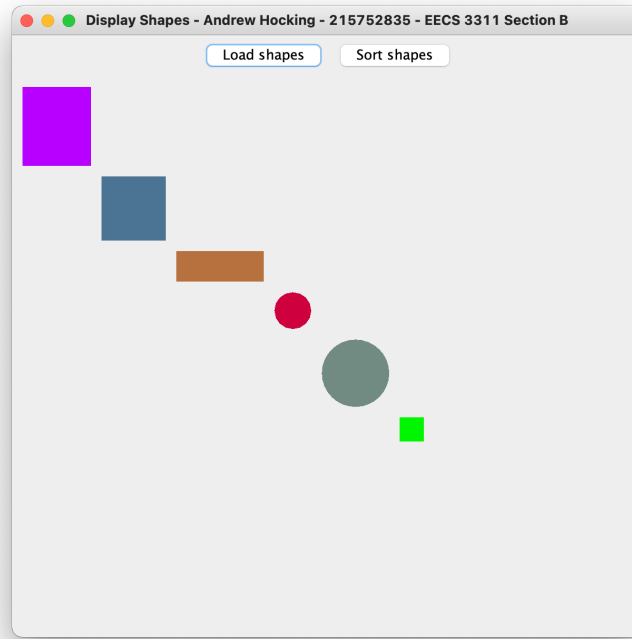 Display Shapes - Andrew Hocking - 215752835 - EECS 3311 Section B
Load shapes
Sort shapes